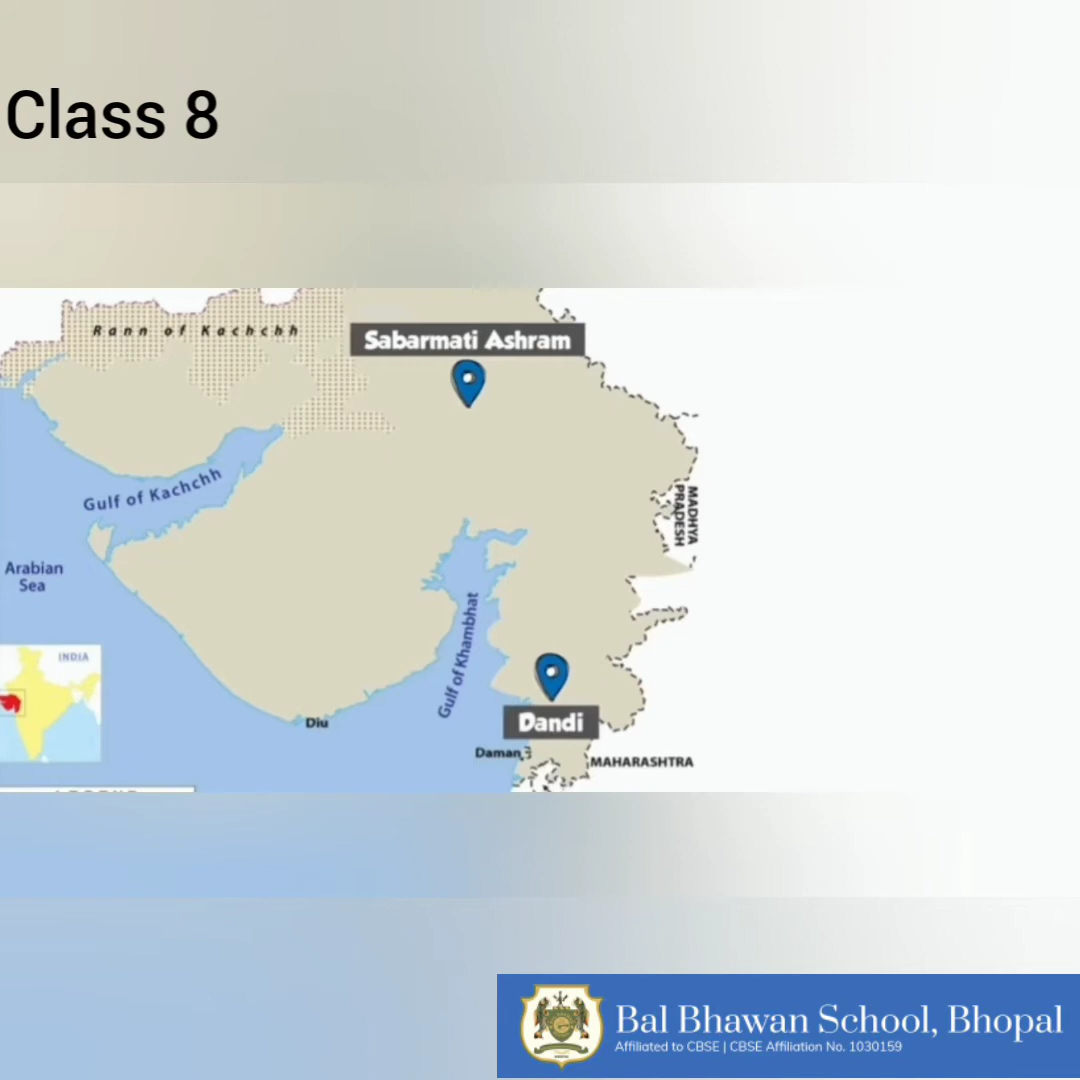 Class 8
Rann of Kachchh
Sabarmati Ashram
Gulf of Kachchh
MADHYA
PRADESH
Arabian
Sea
Gulf of Khambhat
INDIA
Dandi
Diu
Daman
MAHARASHTRA
Bal Bhawan School, Bhopal
Affiliated to CBSE | CBSE Affiliation No. 1030159